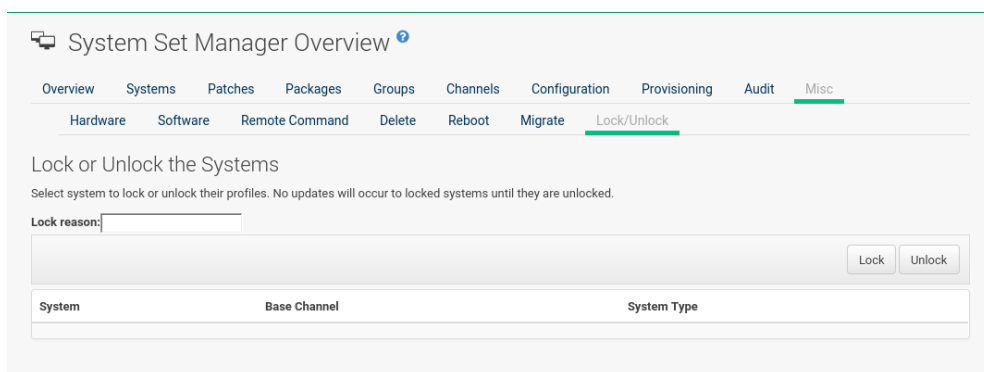 System Set Manager Overview ?
Overview Systems Patches Packages Groups Channels Configuration Provisioning Audit Misc
Hardware Software Remote Command Delete Reboot Migrate Lock/Unlock
Lock or Unlock the Systems
Select system to lock or unlock their profiles. No updates will occur to locked systems until they are unlocked.
Lock reason:
Lock Unlock
System Base Channel System Type